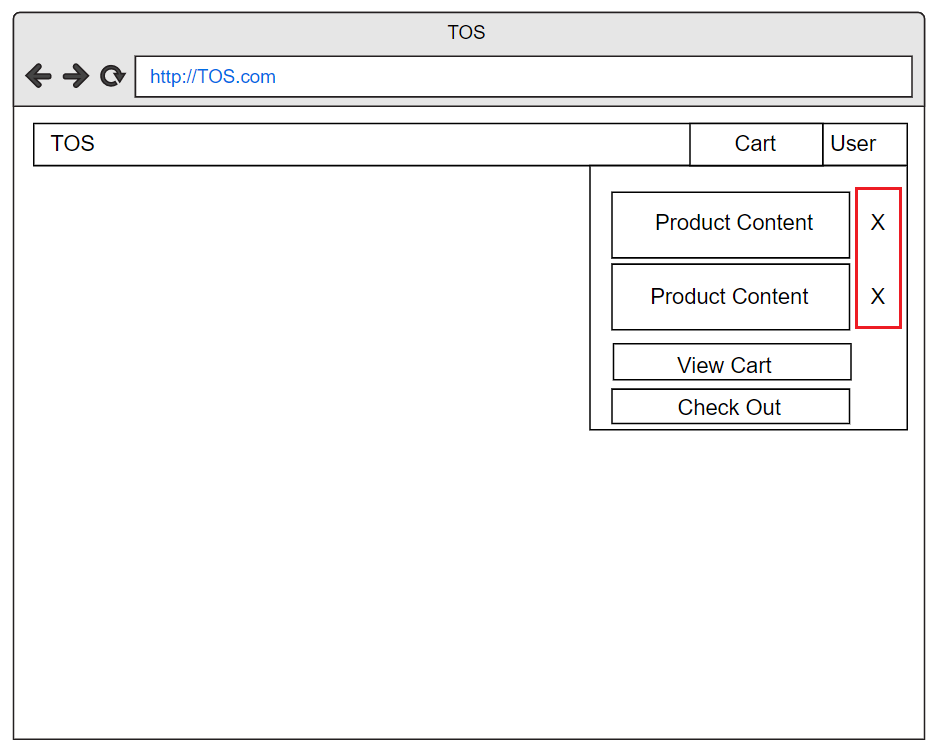 TOS
http://TOS.com
TOS Cart User
Product Content X
Product Content X
View Cart
Check Out